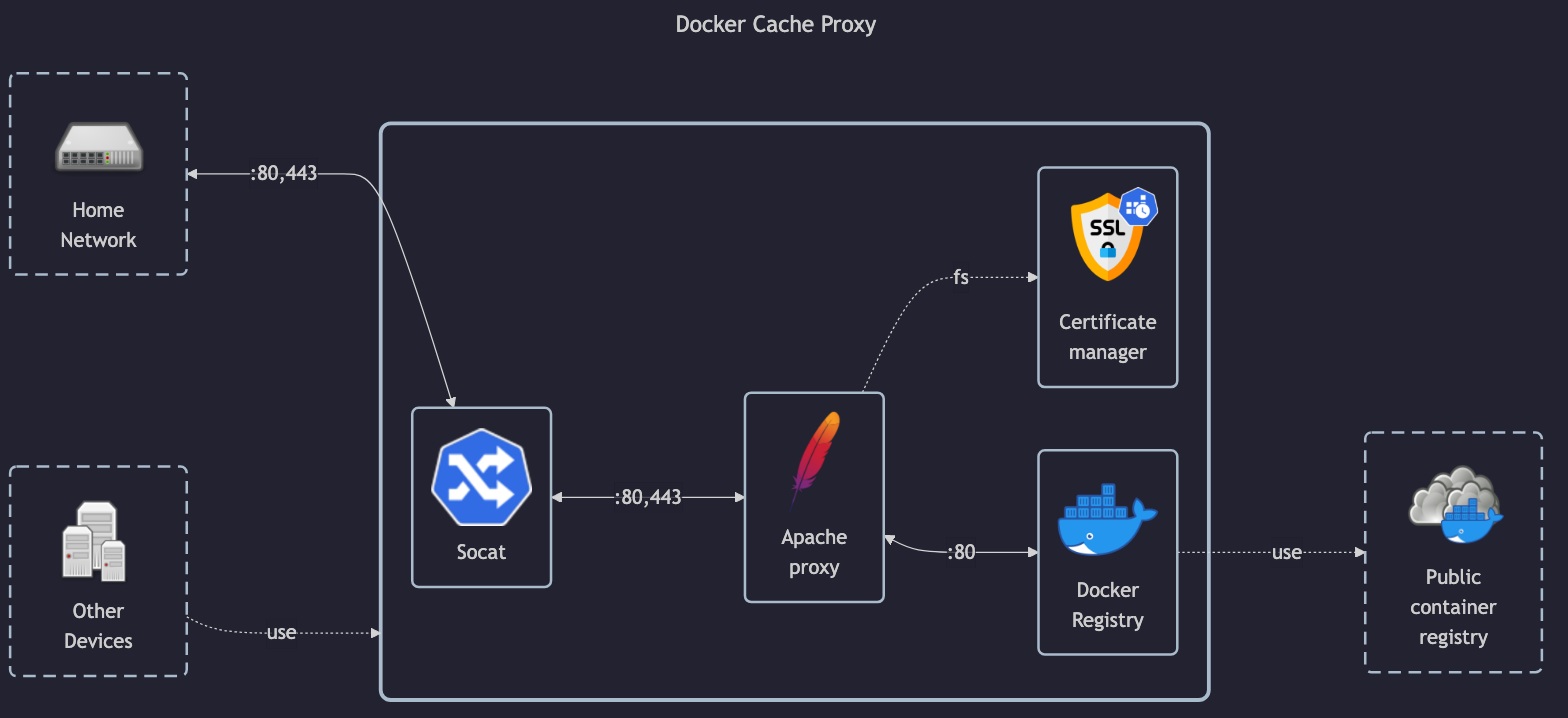 Docker Cache Proxy
Home
Network
:80,443
SSL
Certificate
manager
fs
Socat
:80,443
Apache
proxy
:80
Docker
Registry
Other
Devices
use
use
Public
container
registry